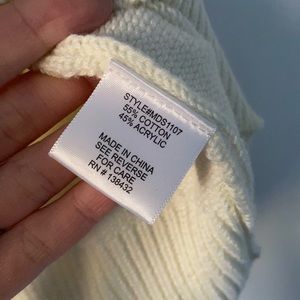 STYLE#MDS1107
55% COTTON
45% ACRYLIC
MADE IN CHINA
SEE REVERSE
FOR CARE
RN # 138432